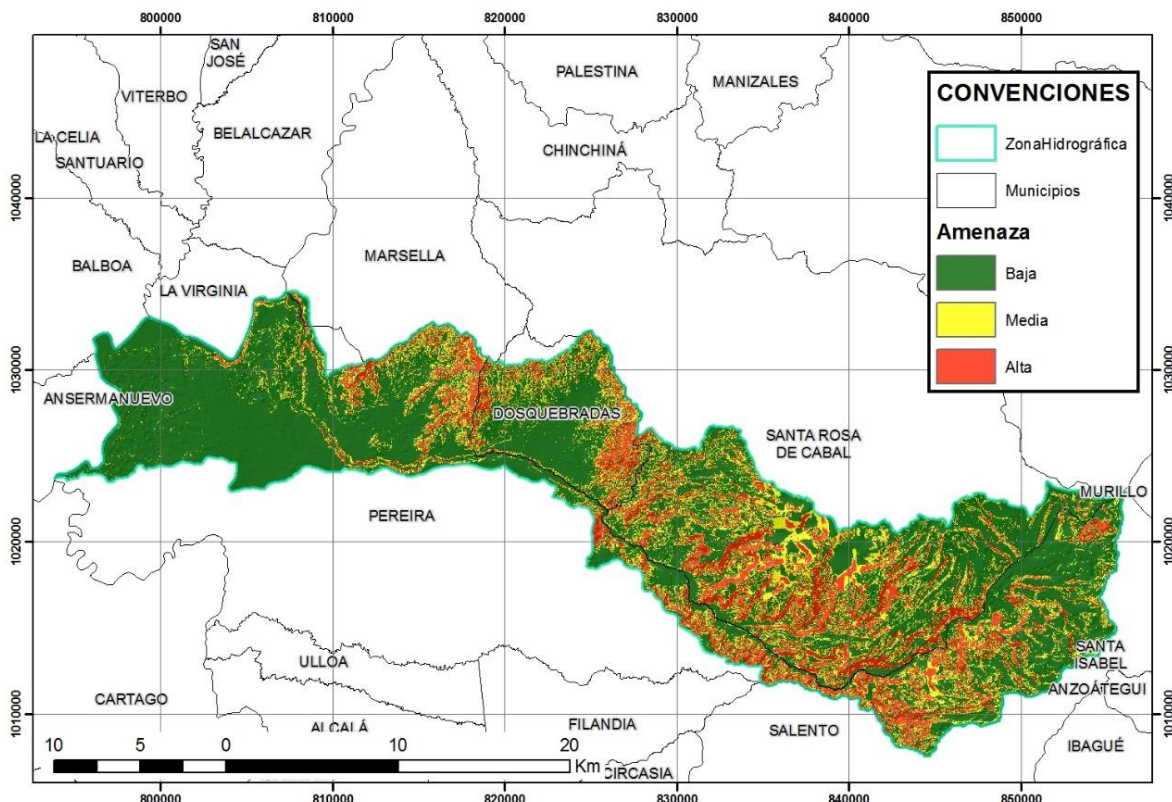 800000 810000 820000 830000 840000 850000
SAN
JOSÉ
PALESTINA
MANIZALES
VITERBO
BELALCAZAR
LA CELIA
SANTUARIO
CHINCHINÁ
CONVENCIONES
ZonaHidrográfica
Municipios
Amenaza
Baja
Media
Alta
1040000
1040000
MARSELLA
BALBOA
LA VIRGINIA
1030000
1030000
ANSERMANUEVO
DOSQUEBRADAS
SANTA ROSA
DE CABAL
MURILLO
PEREIRA
1020000
1020000
ULLOA
SANTA
ISABEL
ANZOÁTEGUI
CARTAGO
ALCALÁ
FILANDIA
SALENTO
IBAGUÉ
1010000
1010000
10 5 0 10 20
Km
CIRCASIA
800000 810000 820000 830000 840000 850000